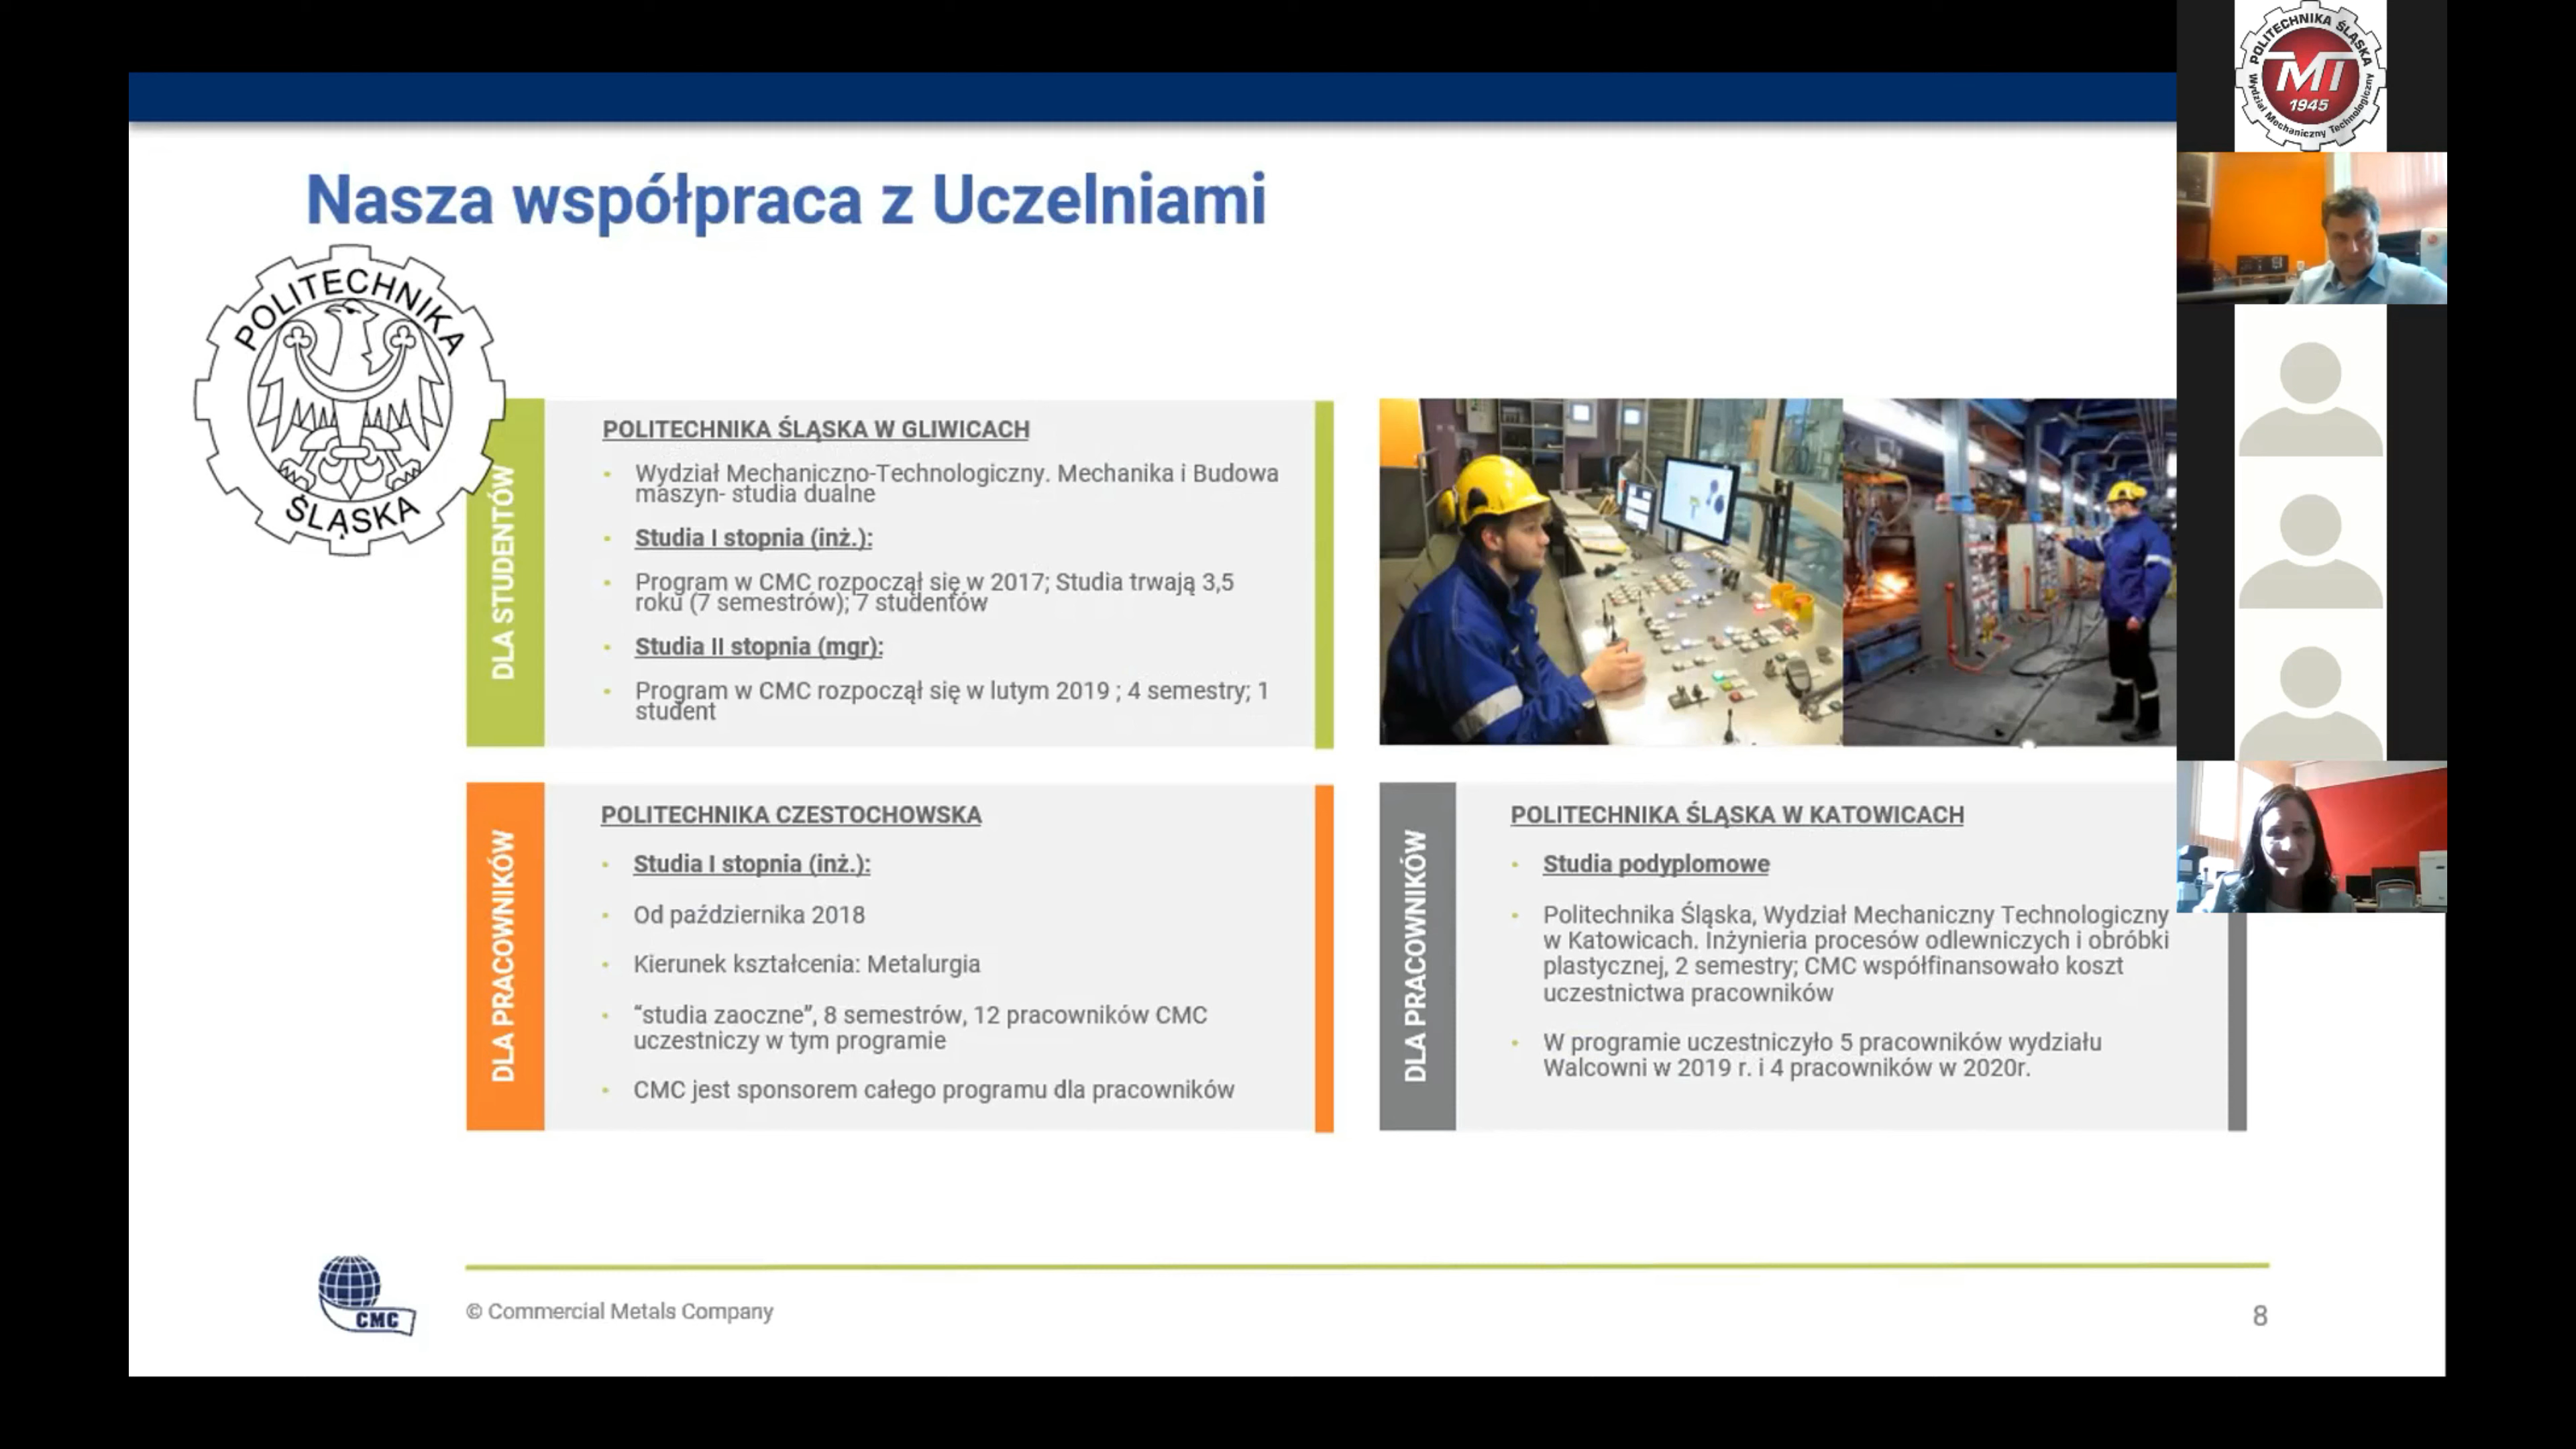 Nasza współpraca z Uczelniami
POLITECHNIKA
ŚLĄSKA
DLA STUDENTÓW
POLITECHNIKA ŚLĄSKA W GLIWICACH
Wydział Mechaniczno-Technologiczny. Mechanika i Budowa
maszyn- studia dualne
Studia I stopnia (inż.):
Program w CMC rozpoczął się w 2017; Studia trwają 3,5
roku (7 semestrów); 7 studentów
Studia II stopnia (mgr):
Program w CMC rozpoczął się w lutym 2019 ; 4 semestry; 1
student
DLA PRACOWNIKÓW
POLITECHNIKA CZESTOCHOWSKA
Studia I stopnia (inż.):
Od października 2018
Kierunek kształcenia: Metalurgia
“studia zaoczne”, 8 semestrów, 12 pracowników CMC
uczestniczy w tym programie
CMC jest sponsorem całego programu dla pracowników
DLA PRACOWNIKÓW
POLITECHNIKA ŚLĄSKA W KATOWICACH
Studia podyplomowe
Politechnika Śląska, Wydział Mechaniczny Technologiczny
w Katowicach. Inżynieria procesów odlewniczych i obróbki
plastycznej, 2 semestry; CMC współfinansowało koszt
uczestnictwa pracowników
W programie uczestniczyło 5 pracowników wydziału
Walcowni w 2019 r. i 4 pracowników w 2020r.
CMC
© Commercial Metals Company
8
POLITECHNIKA ŚLĄSKA
MT
1945
Wydział Mechaniczny Technologiczny